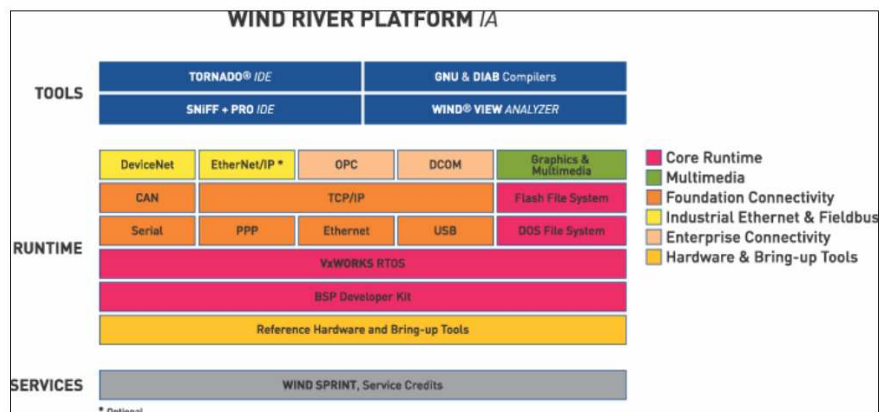 WIND RIVER PLATFORM IA
TOOLS
TORNADO® IDE
GNU & DIAB Compilers
SNiFF + PRO IDE
WIND® VIEW ANALYZER
RUNTIME
DeviceNet
EtherNet/IP *
OPC
DCOM
Graphics &
Multimedia
CAN
TCP/IP
Flash File System
Serial
PPP
Ethernet
USB
DOS File System
VxWORKS RTOS
BSP Developer Kit
Reference Hardware and Bring-up Tools
Core Runtime
Multimedia
Foundation Connectivity
Industrial Ethernet & Fieldbus
Enterprise Connectivity
Hardware & Bring-up Tools
SERVICES
WIND SPRINT, Service Credits
* Optional